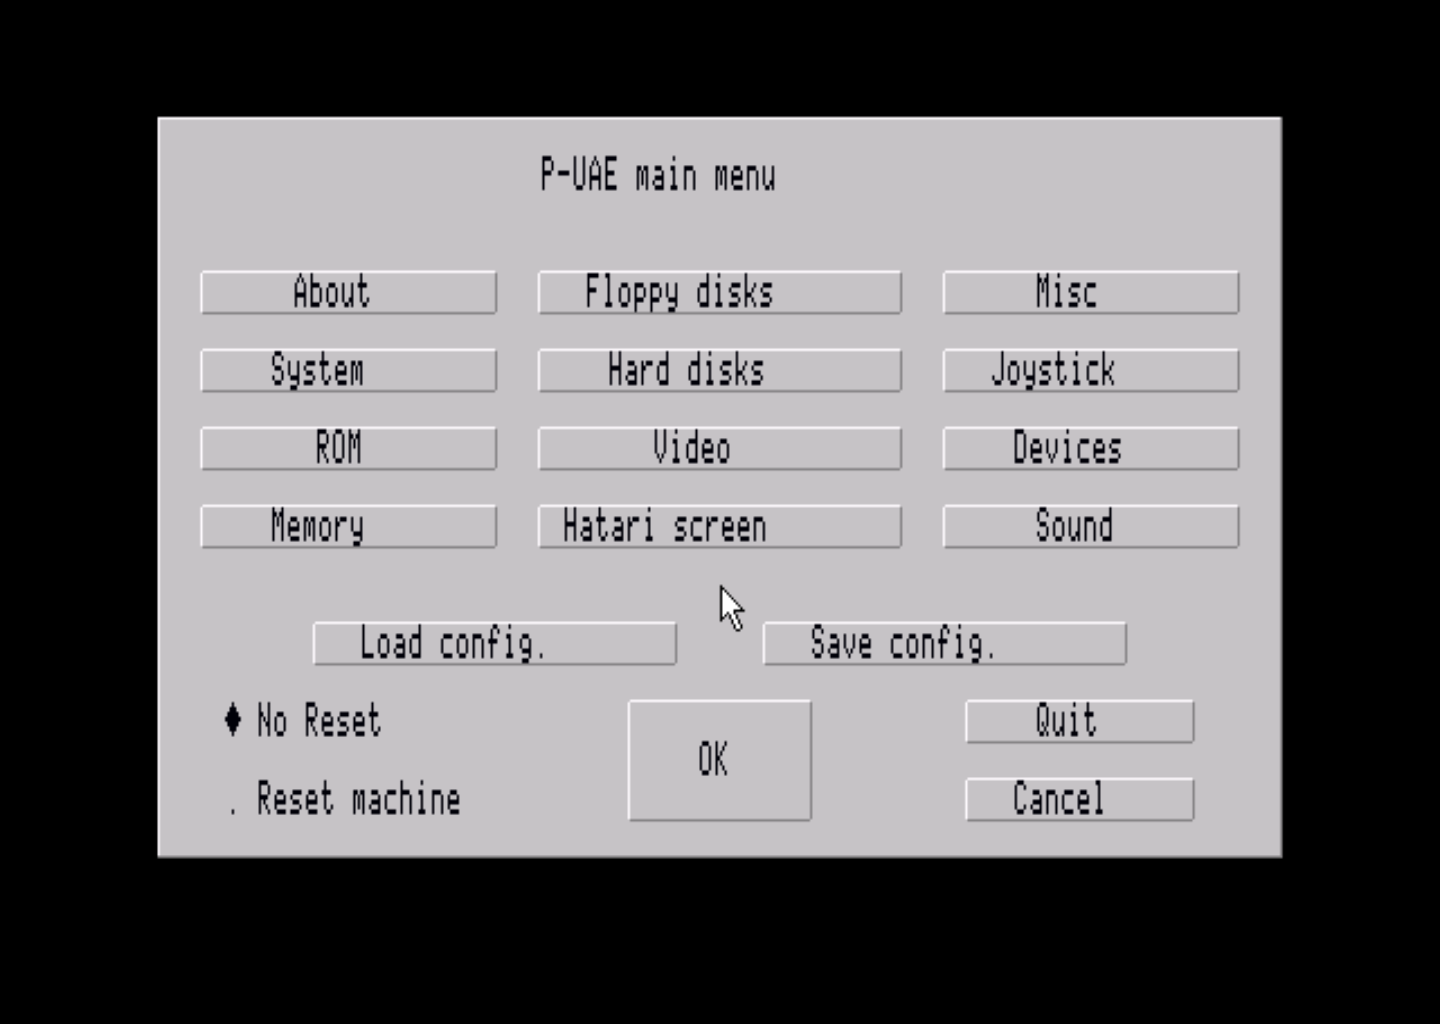 P-UAE main menu
About Floppy disks Misc
System Hard disks Joystick
ROM Video Devices
Memory Hatari screen Sound
Load config. Save config.
No Reset OK Quit
. Reset machine Cancel